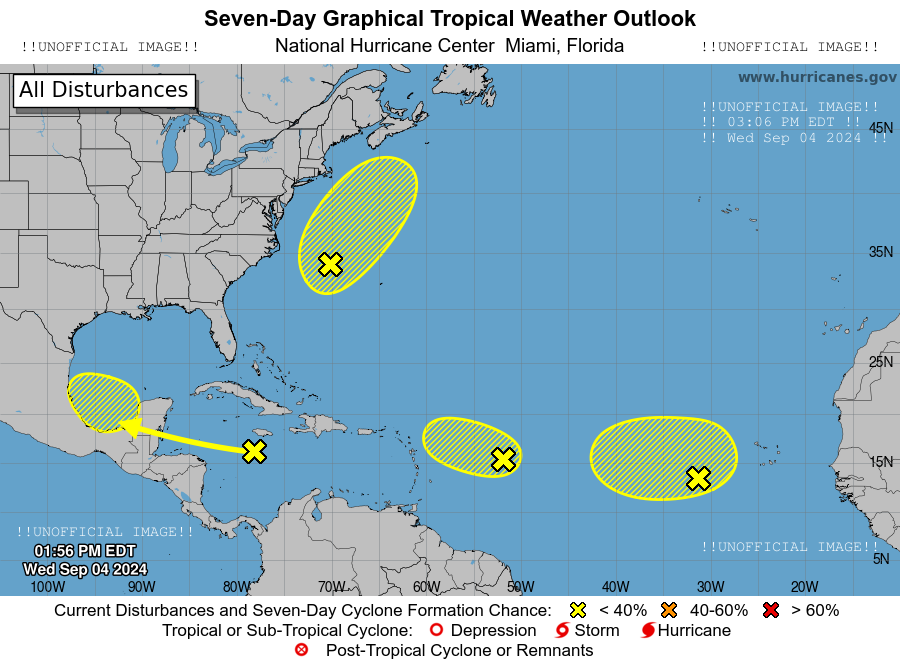 Seven-Day Graphical Tropical Weather Outlook
!!UNOFFICIAL IMAGE!! National Hurricane Center Miami, Florida !!UNOFFICIAL IMAGE!!
All Disturbances
www.hurricanes.gov
!!UNOFFICIAL IMAGE!!
!! 03:06 PM EDT !!
!! Wed Sep 04 2024 !!
45N
35N
25N
15N
!!UNOFFICIAL IMAGE!!
01:56 PM EDT
Wed Sep 04 2024
!!UNOFFICIAL IMAGE!!
5N
100W 90W 80W 70W 60W 50W 40W 30W 20W
Current Disturbances and Seven-Day Cyclone Formation Chance: < 40% 40-60% > 60%
Tropical or Sub-Tropical Cyclone: Depression Storm Hurricane
Post-Tropical Cyclone or Remnants